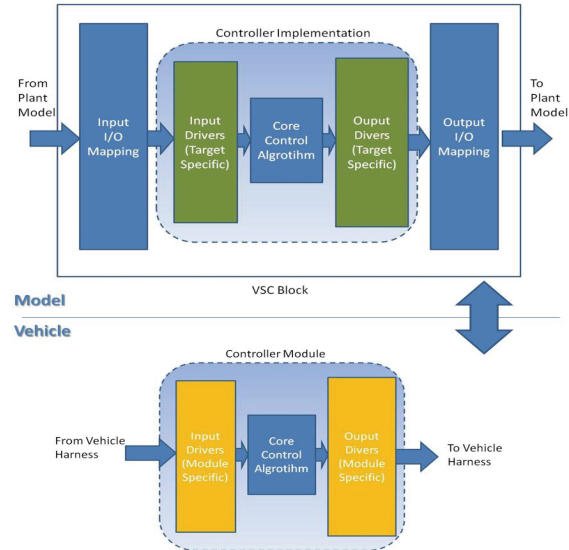 Controller Implementation
From
Plant
Model
Input
I/O
Mapping
Input
Drivers
(Target
Specific)
Core
Control
Algrotihm
Ouput
Divers
(Target
Specific)
Output
I/O
Mapping
To
Plant
Model
VSC Block
Model
Vehicle
Controller Module
From Vehicle
Harness
Input
Drivers
(Module
Specific)
Core
Control
Algrotihm
Ouput
Divers
(Module
Specific)
To Vehicle
Harness